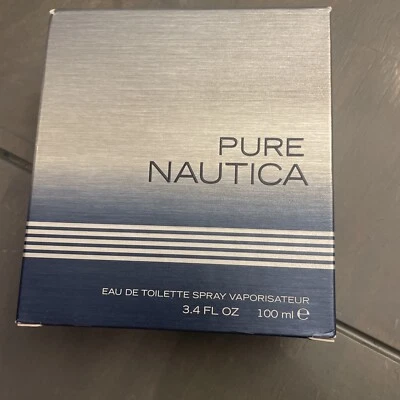 PURE
NAUTICA
EAU DE TOILETTE SPRAY VAPORISATEUR
3.4 FL OZ 100 ml ℮